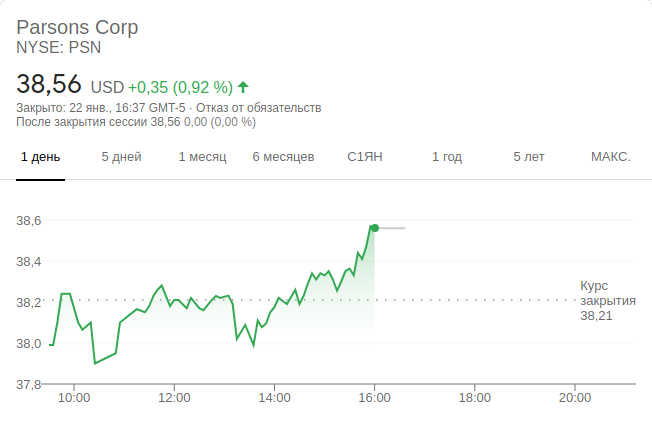 Parsons Corp
NYSE: PSN
38,56 USD +0,35 (0,92 %)
Закрыто: 22 янв., 16:37 GMT-5 · Отказ от обязательств
После закрытия сессии 38,56 0,00 (0,00 %)
1 день 5 дней 1 месяц 6 месяцев С1ЯН 1 год 5 лет МАКС.
38,6
38,4
38,2
38,0
37,8
Курс
закрытия
38,21
10:00 12:00 14:00 16:00 18:00 20:00